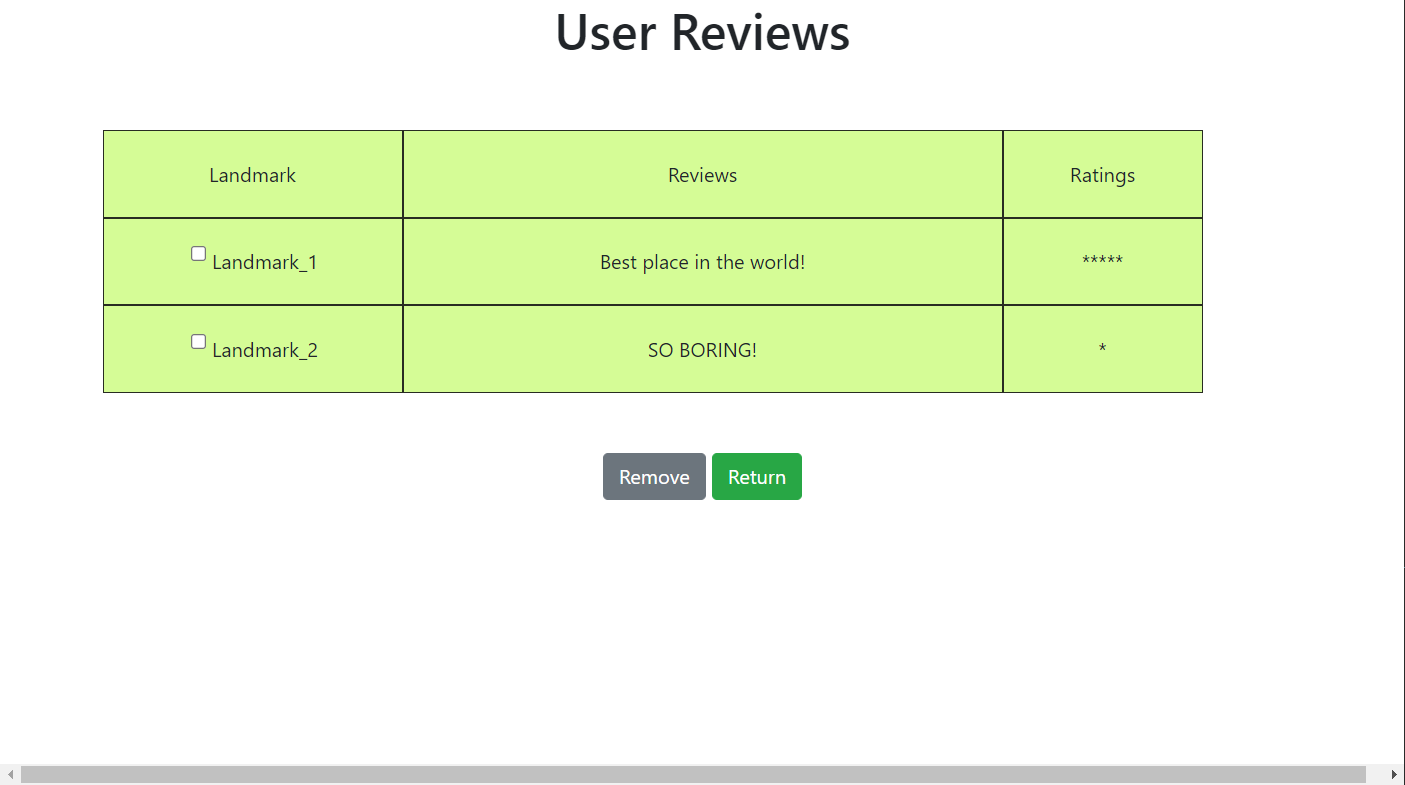 User Reviews
Landmark Reviews Ratings
Landmark_1 Best place in the world! *****
Landmark_2 SO BORING! *
Remove Return